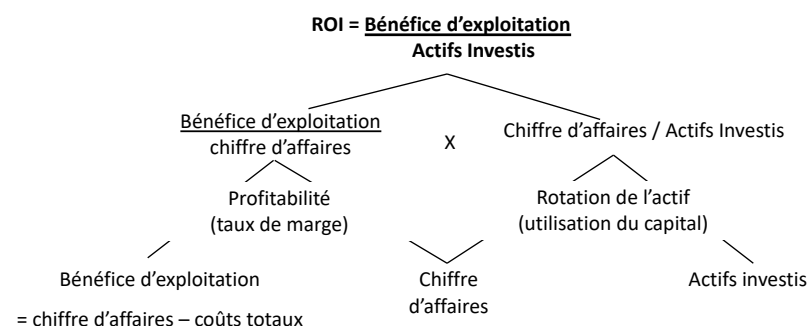 ROI = Bénéfice d’exploitation
Actifs Investis
Bénéfice d’exploitation
chiffre d’affaires
X
Chiffre d’affaires / Actifs Investis
Profitabilité
(taux de marge)
Rotation de l’actif
(utilisation du capital)
Bénéfice d’exploitation
Chiffre
d’affaires
Actifs investis
= chiffre d’affaires – coûts totaux